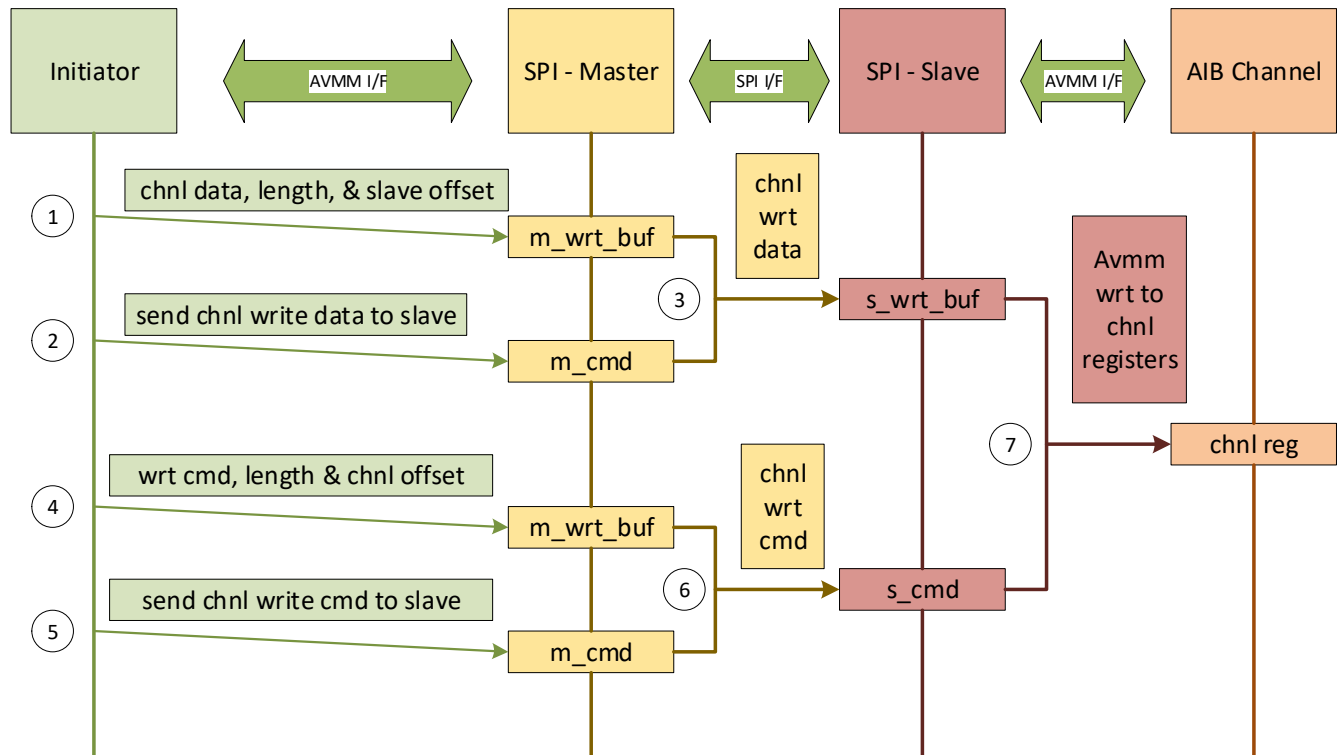 Initiator
AVMM I/F
SPI - Master
SPI I/F
SPI - Slave
AVMM I/F
AIB Channel
chnl data, length, & slave offset
1
m_wrt_buf
chnl
wrt
data
3
s_wrt_buf
Avmm
wrt to
chnl
registers
send chnl write data to slave
2
m_cmd
7
chnl reg
wrt cmd, length & chnl offset
4
m_wrt_buf
chnl
wrt
cmd
6
s_cmd
send chnl write cmd to slave
5
m_cmd